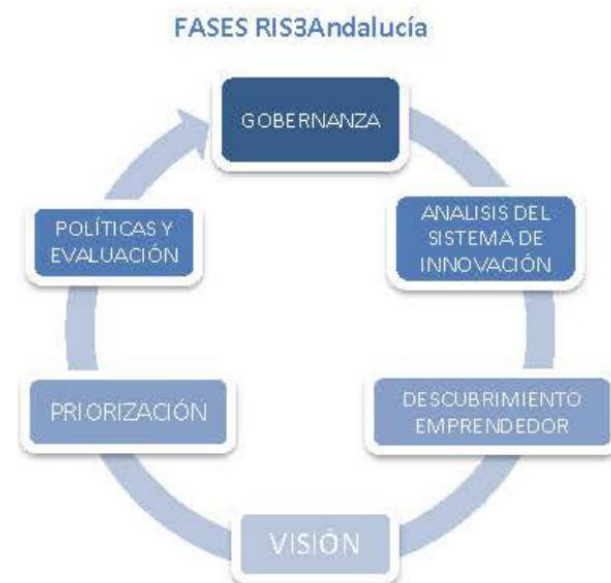 FASES RIS3Andalucía
GOBERNANZA
ANALISIS DEL
SISTEMA DE
INNOVACIÓN
DESCUBRIMIENTO
EMPRENDEDOR
VISIÓN
PRIORIZACIÓN
POLÍTICAS Y
EVALUACIÓN